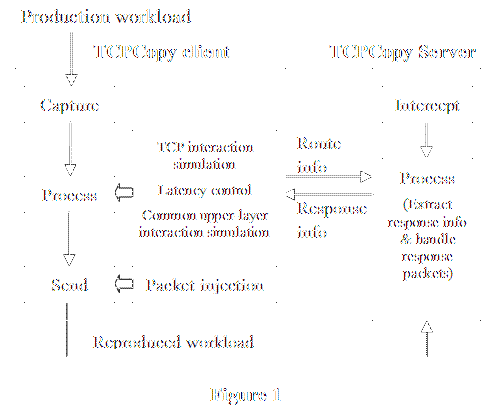 Production workload
TCPCopy client
TCPCopy Server
Capture
Intercept
TCP interaction
simulation
Route
info
Process
Latency control
Process
Common upper layer
interaction simulation
Response
info
(Extract
response info
& handle
response
packets)
Send
Packet injection
Reproduced workload
Figure 1